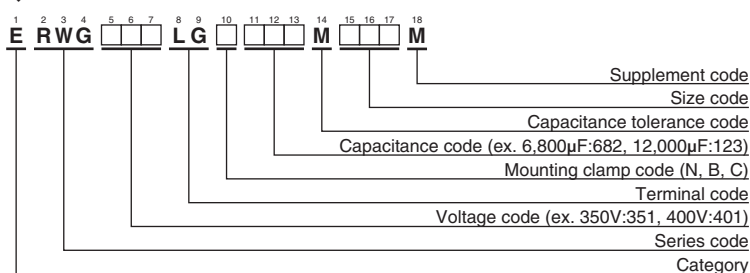 1 2 3 4 5 6 7 8 9 10 11 12 13 14 15 16 17 18
E RWG □□□ LG □ □□□ M □□□ M
Supplement code
Size code
Capacitance tolerance code
Capacitance code (ex. 6,800µF:682, 12,000µF:123)
Mounting clamp code (N, B, C)
Terminal code
Voltage code (ex. 350V:351, 400V:401)
Series code
Category